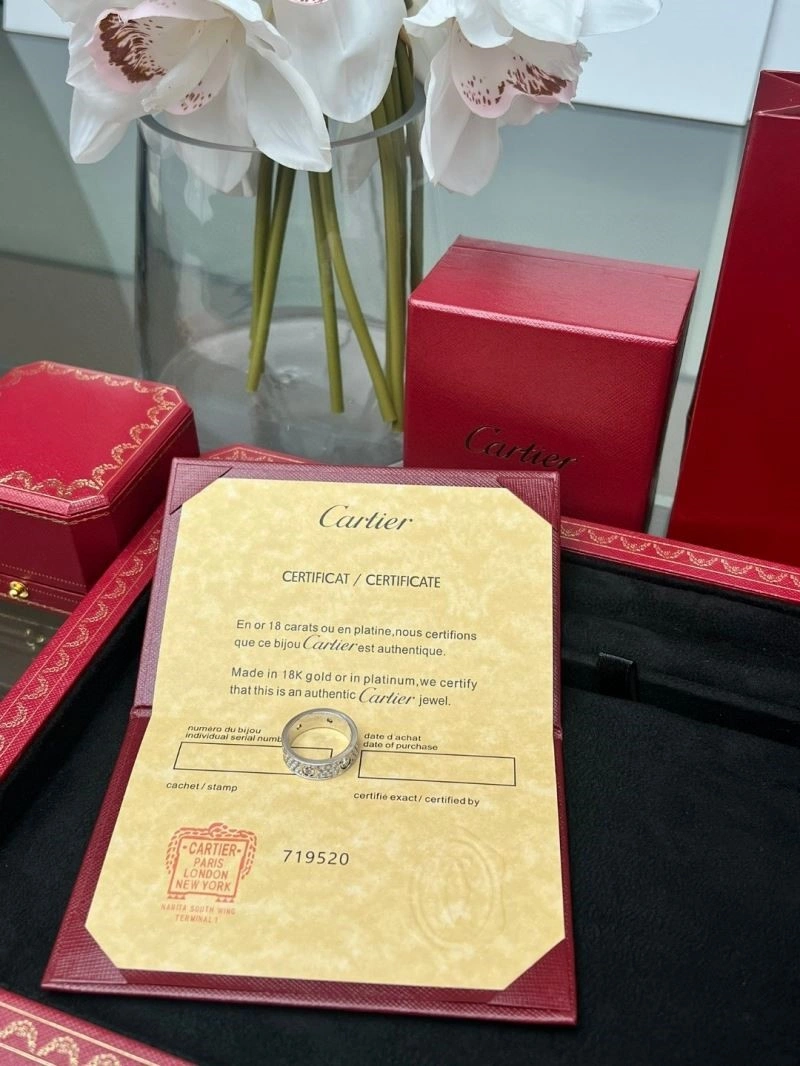 Cartier
Cartier
CERTIFICAT / CERTIFICATE
En or 18 carats ou en platine,nous certifions
que ce bijou Cartier est authentique.
Made in 18K gold or in platinum,we certify
that this is an authentic Cartier jewel.
numéro du bijou
individual serial numb
date d'achat
date of purchase
cachet / stamp
certifié exact / certified by
·CARTIER·
PARIS
LONDON
NEW YORK
NARITA SOUTH WING
TERMINAL 1
719520